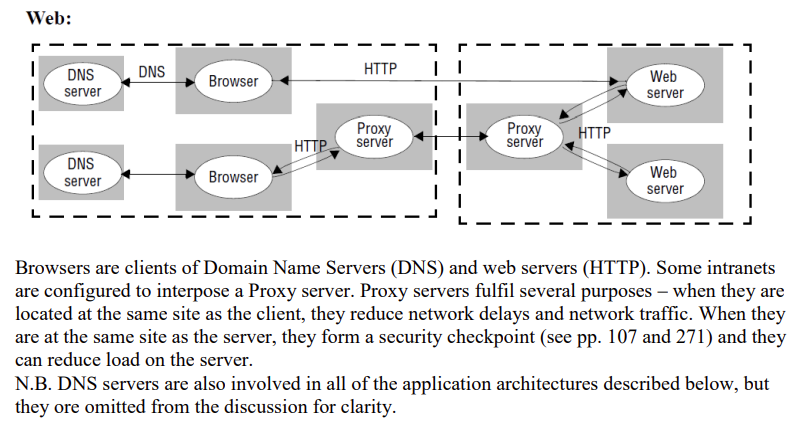 Web:
DNS
server
DNS
Browser
HTTP
Web
server
DNS
server
Browser
HTTP
Proxy
server
Proxy
server
HTTP
Web
server
Browsers are clients of Domain Name Servers (DNS) and web servers (HTTP). Some intranets
are configured to interpose a Proxy server. Proxy servers fulfil several purposes – when they are
located at the same site as the client, they reduce network delays and network traffic. When they
are at the same site as the server, they form a security checkpoint (see pp. 107 and 271) and they
can reduce load on the server.
N.B. DNS servers are also involved in all of the application architectures described below, but
they ore omitted from the discussion for clarity.